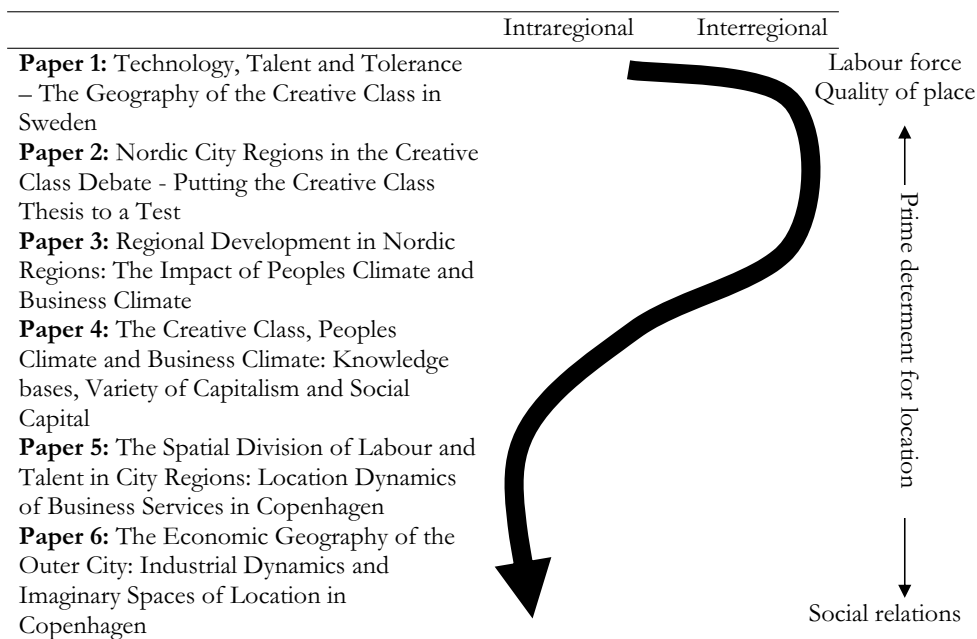 Intraregional Interregional
Paper 1: Technology, Talent and Tolerance
– The Geography of the Creative Class in
Sweden
Paper 2: Nordic City Regions in the Creative
Class Debate - Putting the Creative Class
Thesis to a Test
Paper 3: Regional Development in Nordic
Regions: The Impact of Peoples Climate and
Business Climate
Paper 4: The Creative Class, Peoples
Climate and Business Climate: Knowledge
bases, Variety of Capitalism and Social
Capital
Paper 5: The Spatial Division of Labour and
Talent in City Regions: Location Dynamics
of Business Services in Copenhagen
Paper 6: The Economic Geography of the
Outer City: Industrial Dynamics and
Imaginary Spaces of Location in
Copenhagen
Labour force
Quality of place
Prime determent for location
Social relations